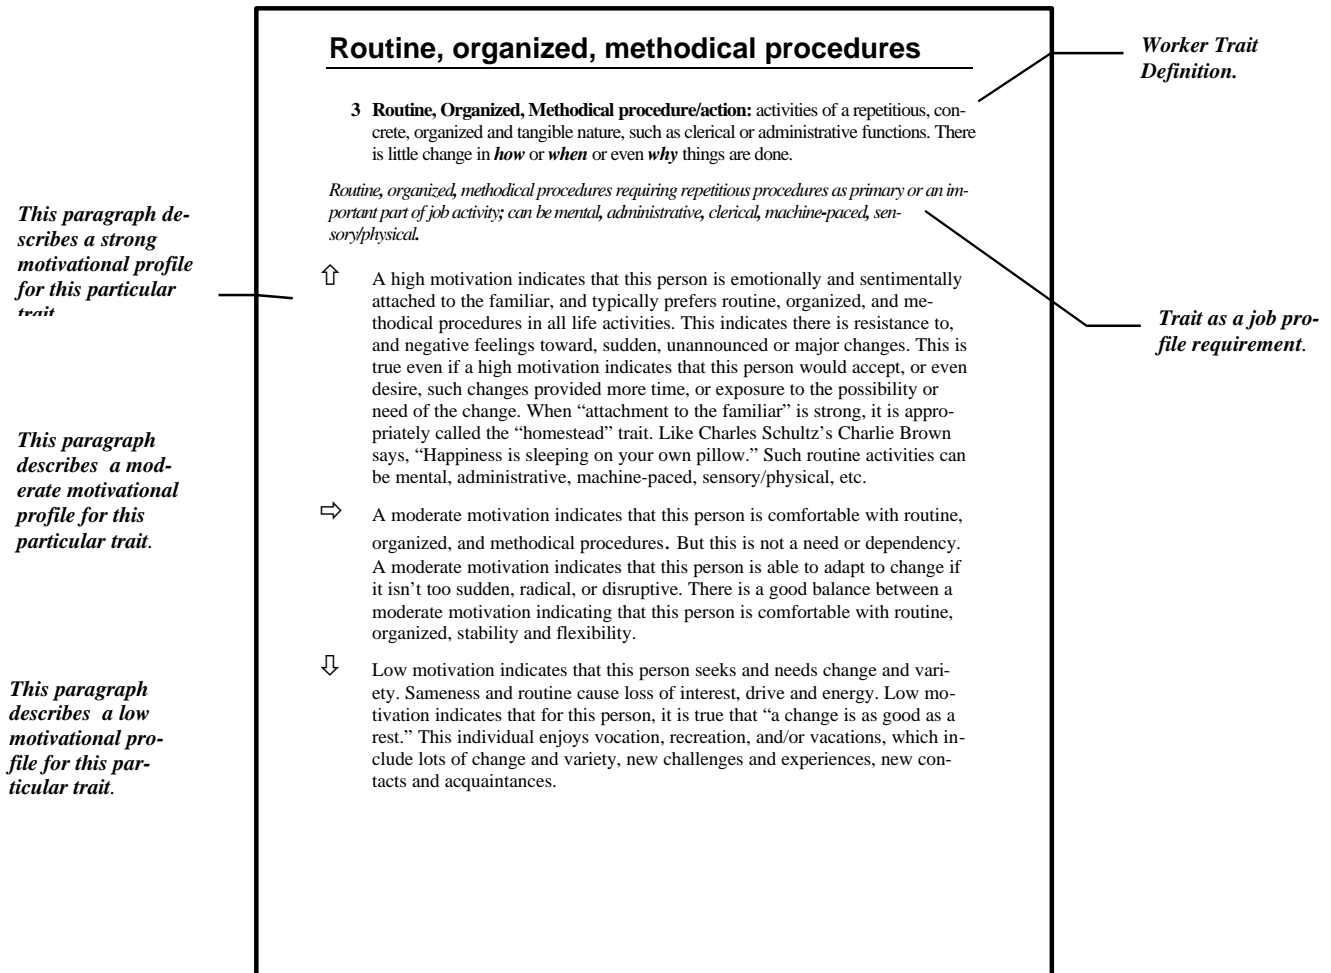 Routine, organized, methodical procedures
Worker Trait
Definition.
3 Routine, Organized, Methodical procedure/action: activities of a repetitious, con-
crete, organized and tangible nature, such as clerical or administrative functions. There
is little change in how or when or even why things are done.
Routine, organized, methodical procedures requiring repetitious procedures as primary or an im-
portant part of job activity; can be mental, administrative, clerical, machine-paced, sen-
sory/physical.
This paragraph de-
scribes a strong
motivational profile
for this particular
trait
⇧ A high motivation indicates that this person is emotionally and sentimentally
attached to the familiar, and typically prefers routine, organized, and me-
thodical procedures in all life activities. This indicates there is resistance to,
and negative feelings toward, sudden, unannounced or major changes. This is
true even if a high motivation indicates that this person would accept, or even
desire, such changes provided more time, or exposure to the possibility or
need of the change. When “attachment to the familiar” is strong, it is appro-
priately called the “homestead” trait. Like Charles Schultz’s Charlie Brown
says, “Happiness is sleeping on your own pillow.” Such routine activities can
be mental, administrative, machine-paced, sensory/physical, etc.
Trait as a job pro-
file requirement.
This paragraph
describes a mod-
erate motivational
profile for this
particular trait.
⇨ A moderate motivation indicates that this person is comfortable with routine,
organized, and methodical procedures. But this is not a need or dependency.
A moderate motivation indicates that this person is able to adapt to change if
it isn’t too sudden, radical, or disruptive. There is a good balance between a
moderate motivation indicating that this person is comfortable with routine,
organized, stability and flexibility.
This paragraph
describes a low
motivational pro-
file for this par-
ticular trait.
⇩ Low motivation indicates that this person seeks and needs change and vari-
ety. Sameness and routine cause loss of interest, drive and energy. Low mo-
tivation indicates that for this person, it is true that “a change is as good as a
rest.” This individual enjoys vocation, recreation, and/or vacations, which in-
clude lots of change and variety, new challenges and experiences, new con-
tacts and acquaintances.